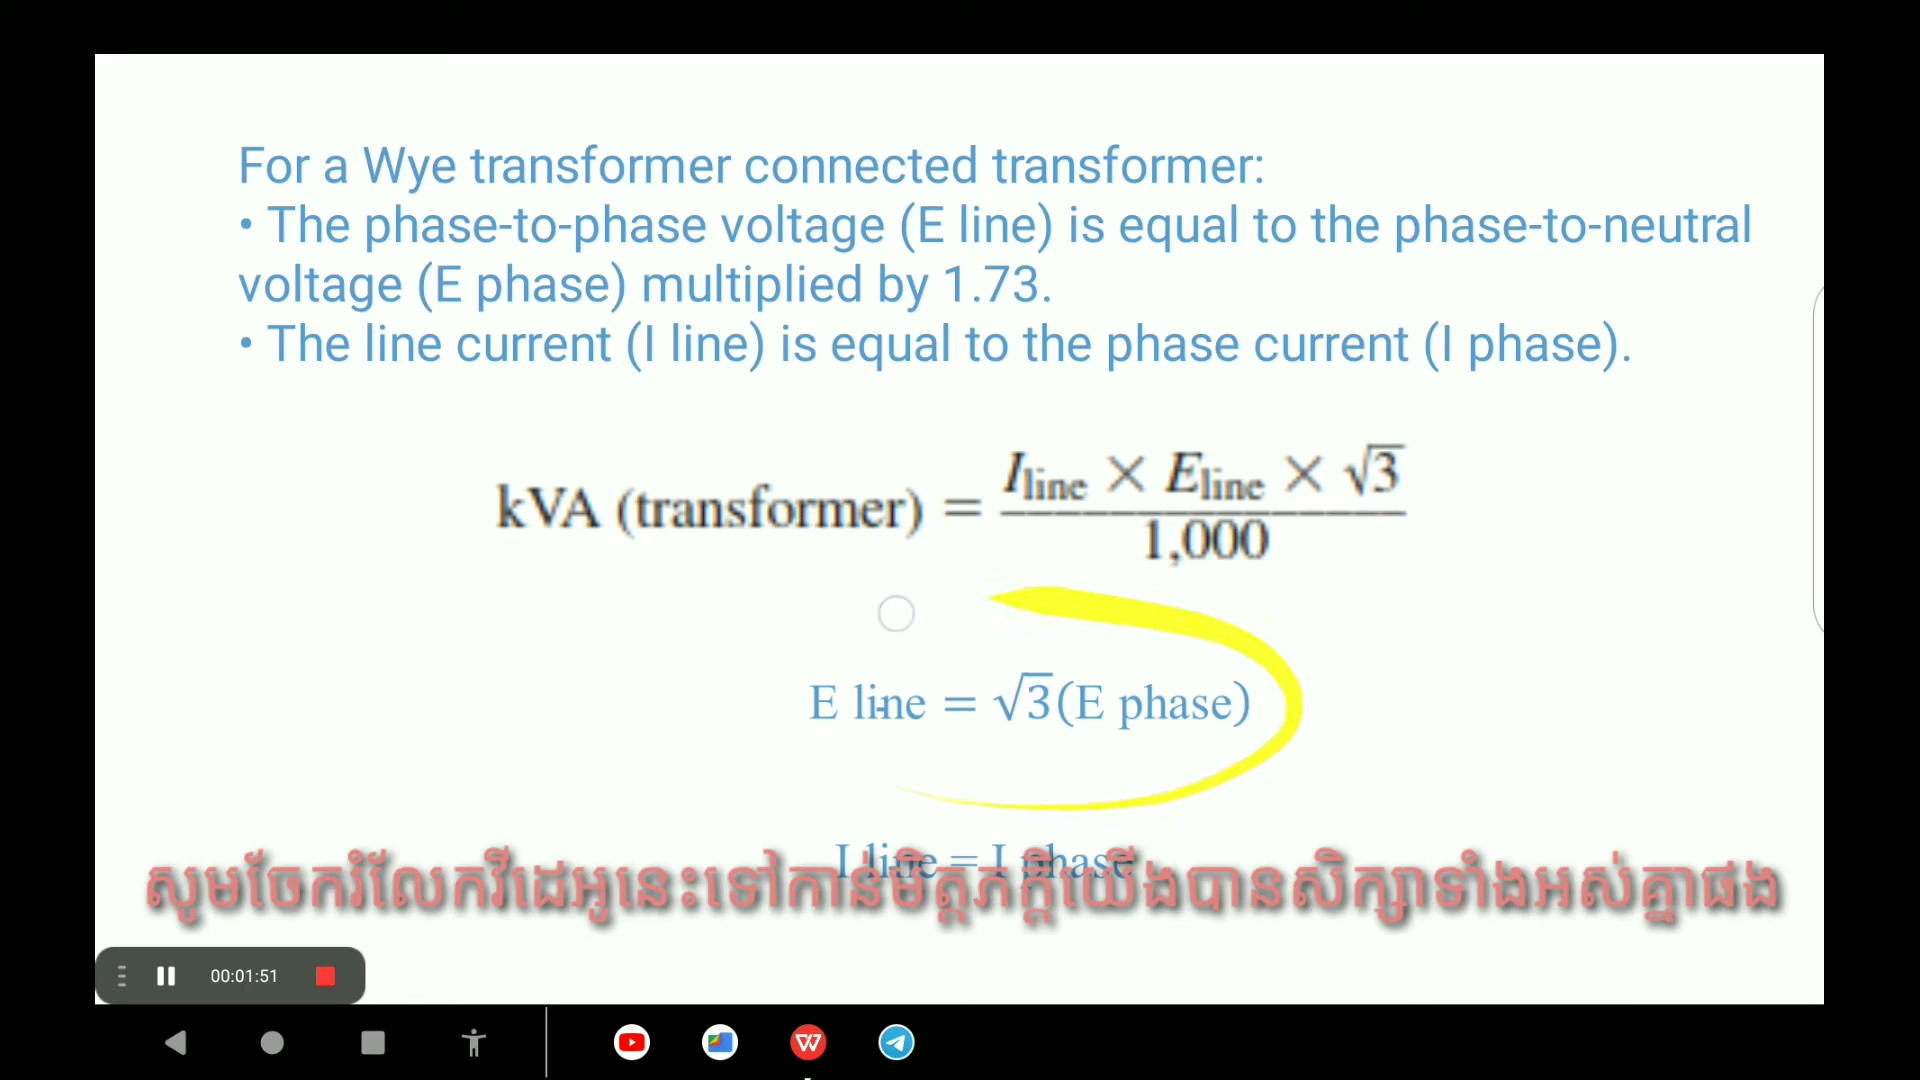 For a Wye transformer connected transformer:
• The phase-to-phase voltage (E line) is equal to the phase-to-neutral
voltage (E phase) multiplied by 1.73.
• The line current (I line) is equal to the phase current (I phase).
kVA (transformer) = I line × E line × √3 / 1,000
E line = √3(E phase)
I line = I phase
សូមចែករំលែកវីដេអូនេះទៅកាន់មិត្តភក្តិយើងបានសិក្សាទាំងអស់គ្នាផង
00:01:51